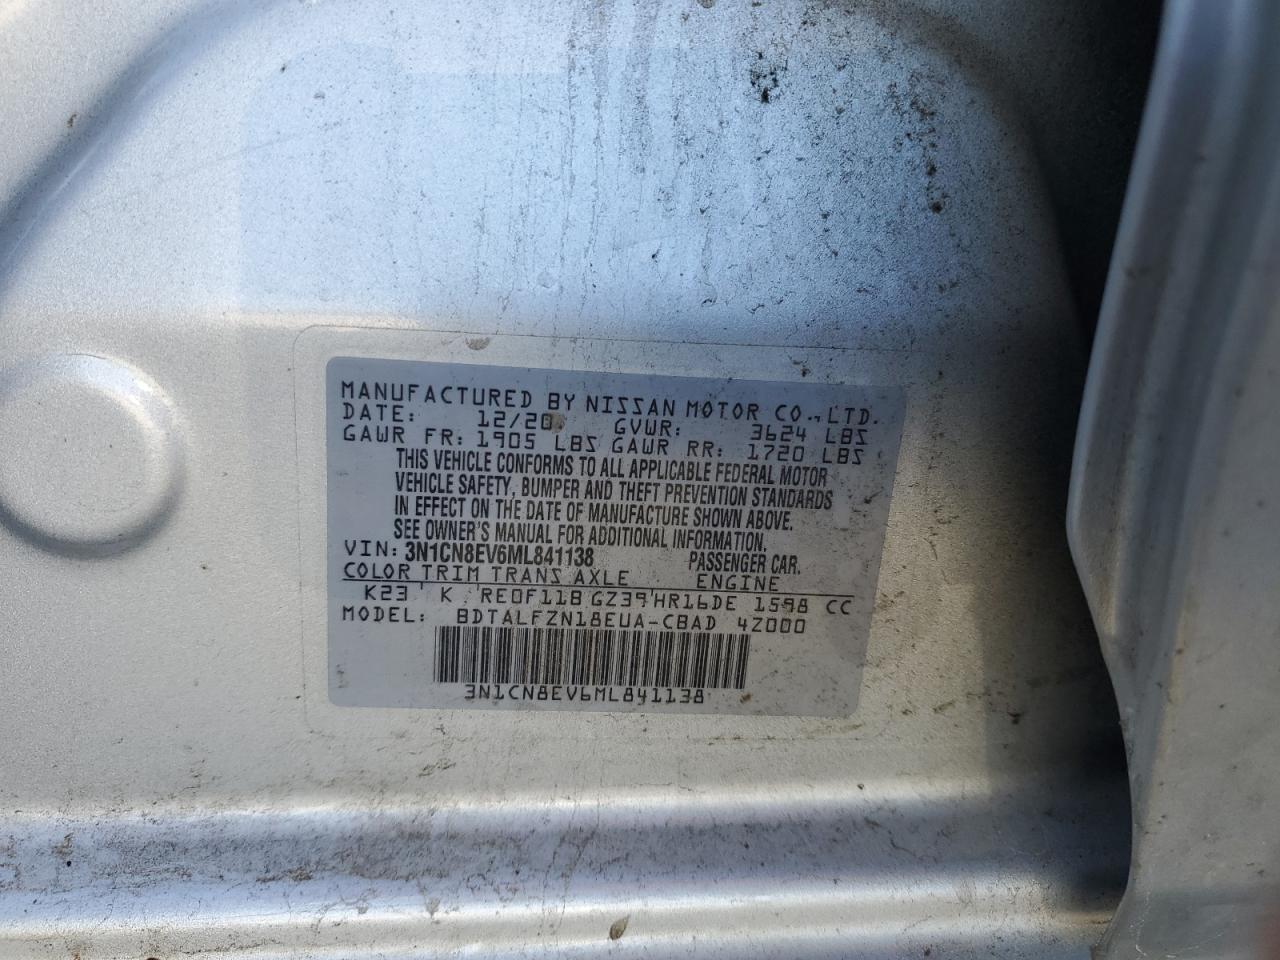 MANUFACTURED BY NISSAN MOTOR CO., LTD.
DATE: 12/20 GVWR: 3624 LBS
GAWR FR: 1905 LBS GAWR RR: 1720 LBS
THIS VEHICLE CONFORMS TO ALL APPLICABLE FEDERAL MOTOR
VEHICLE SAFETY, BUMPER AND THEFT PREVENTION STANDARDS
IN EFFECT ON THE DATE OF MANUFACTURE SHOWN ABOVE.
SEE OWNER'S MANUAL FOR ADDITIONAL INFORMATION.
VIN: 3N1CN8EV6ML841138 PASSENGER CAR.
COLOR TRIM TRANS AXLE ENGINE
K23 K RE0F11B GZ39 HR16DE 1598 CC
MODEL: BDTALFZN18EUA-CBAD 4Z000
3N1CN8EV6ML841138